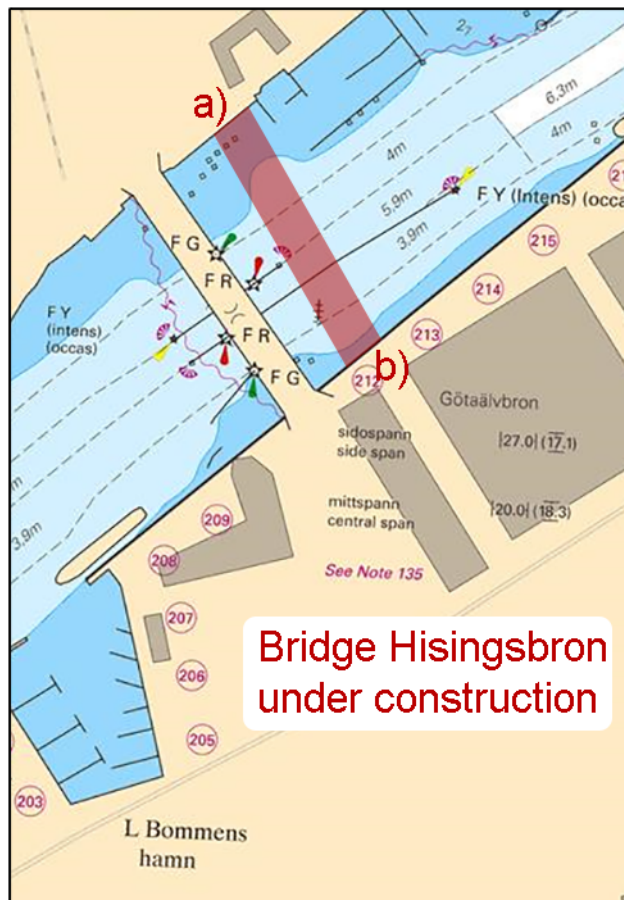 2₇
a)
6,3m
4m
4m
5,9m
3,9m
F Y (Intens) (occa
F G
F R
215
214
213
F Y
(intens)
(occas)
F R
F G
b)
212
Götaälvbron
sidospann
side span
|27.0| (17.1)
mittspann
central span
|20.0| (18.3)
209
3,9m
208
See Note 135
207
Bridge Hisingsbron
under construction
206
205
203
L Bommens
hamn